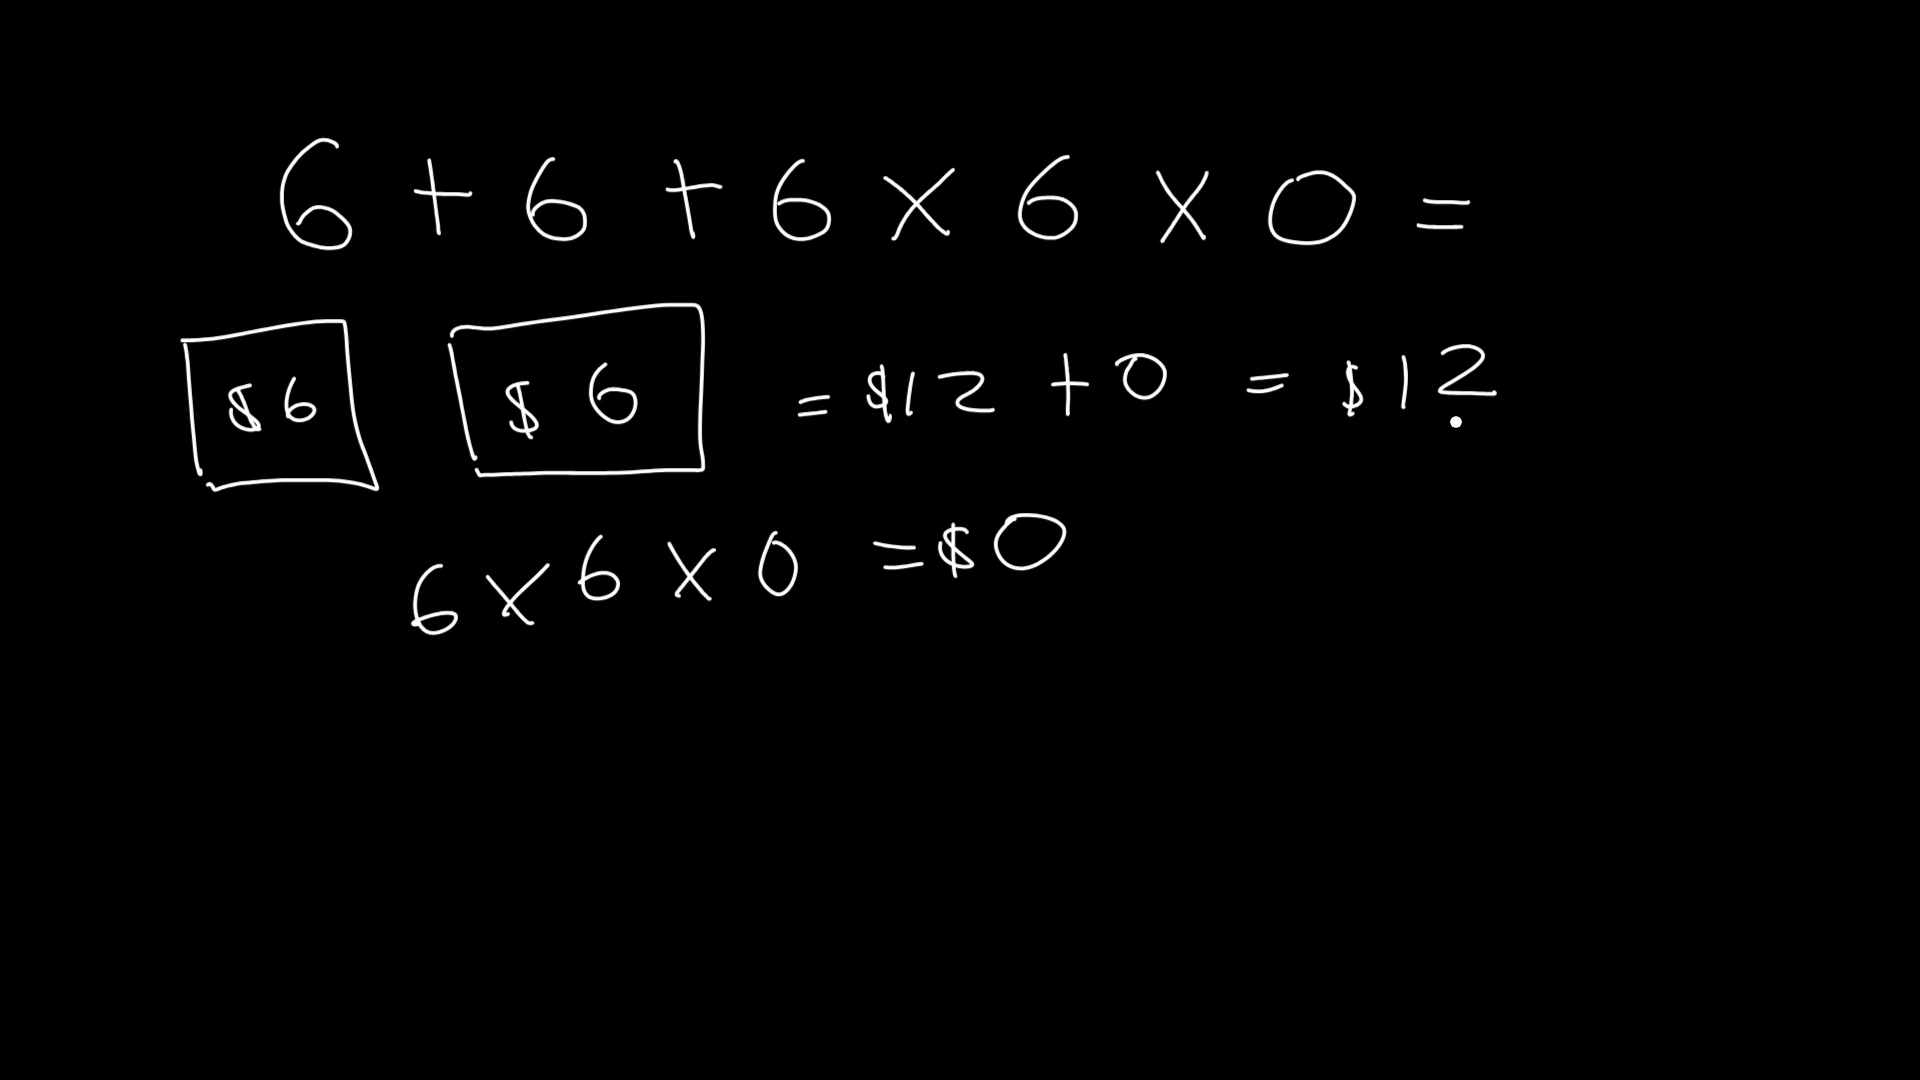 6 + 6 + 6 × 6 × 0 =
$6 $6 = $12 + 0 = $12
6 × 6 × 0 = $0